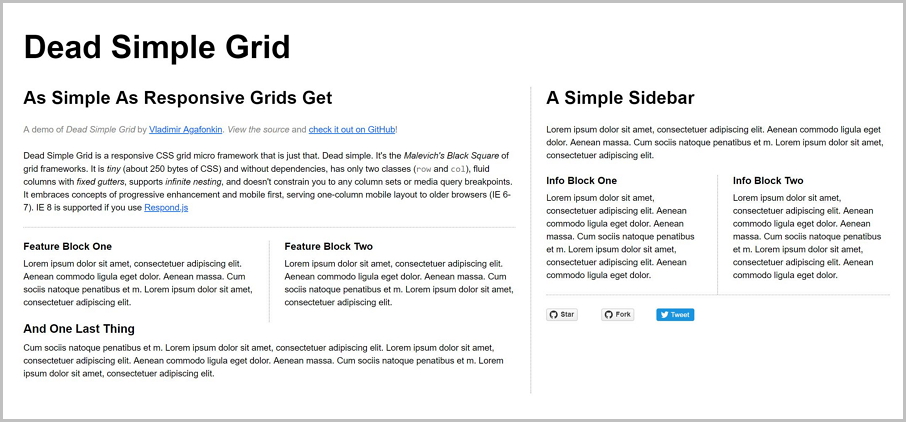 Dead Simple Grid
As Simple As Responsive Grids Get
A demo of Dead Simple Grid by Vladimir Agafonkin. View the source and check it out on GitHub!
Dead Simple Grid is a responsive CSS grid micro framework that is just that. Dead simple. It's the Malevich's Black Square of
grid frameworks. It is tiny (about 250 bytes of CSS) and without dependencies, has only two classes (row and col), fluid
columns with fixed gutters, supports infinite nesting, and doesn't constrain you to any column sets or media query breakpoints.
It embraces concepts of progressive enhancement and mobile first, serving one-column mobile layout to older browsers (IE 6-
7). IE 8 is supported if you use Respond.js
Feature Block One
Lorem ipsum dolor sit amet, consectetuer adipiscing elit.
Aenean commodo ligula eget dolor. Aenean massa. Cum
sociis natoque penatibus et m. Lorem ipsum dolor sit amet,
consectetuer adipiscing elit.
Feature Block Two
Lorem ipsum dolor sit amet, consectetuer adipiscing elit.
Aenean commodo ligula eget dolor. Aenean massa. Cum
sociis natoque penatibus et m. Lorem ipsum dolor sit amet,
consectetuer adipiscing elit.
And One Last Thing
Cum sociis natoque penatibus et m. Lorem ipsum dolor sit amet, consectetuer adipiscing elit. Lorem ipsum dolor sit amet,
consectetuer adipiscing elit. Aenean commodo ligula eget dolor. Aenean massa. Cum sociis natoque penatibus et m. Lorem
ipsum dolor sit amet, consectetuer adipiscing elit.
A Simple Sidebar
Lorem ipsum dolor sit amet, consectetuer adipiscing elit. Aenean commodo ligula eget
dolor. Aenean massa. Cum sociis natoque penatibus et m. Lorem ipsum dolor sit amet,
consectetuer adipiscing elit.
Info Block One
Lorem ipsum dolor sit amet,
consectetuer adipiscing elit. Aenean
commodo ligula eget dolor. Aenean
massa. Cum sociis natoque penatibus
et m. Lorem ipsum dolor sit amet,
consectetuer adipiscing elit. Aenean
commodo ligula eget dolor.
Info Block Two
Lorem ipsum dolor sit amet,
consectetuer adipiscing elit. Aenean
commodo ligula eget dolor. Aenean
massa. Cum sociis natoque penatibus
et m. Lorem ipsum dolor sit amet,
consectetuer adipiscing elit. Aenean
commodo ligula eget dolor.
Star Fork Tweet